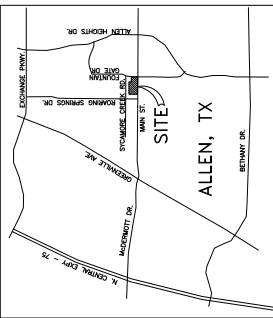 ALLEN HEIGHTS DR.
FOUNTAIN
GATE DR.
EXCHANGE PKWY.
ROARING SPRINGS DR.
SYCAMORE CREEK RD.
MAIN ST.
SITE
GREENVILLE AVE.
ALLEN, TX
BETHANY DR.
McDERMOTT DR.
N. CENTRAL EXPY - 75